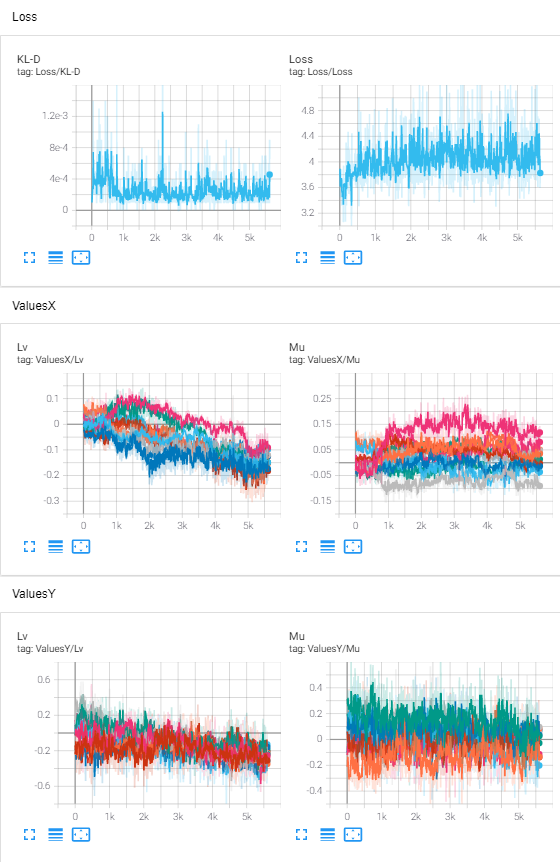 Loss
KL-D
tag: Loss/KL-D
1.2e-3
8e-4
4e-4
0
0 1k 2k 3k 4k 5k
Loss
tag: Loss/Loss
4.8
4.4
4
3.6
3.2
0 1k 2k 3k 4k 5k
ValuesX
Lv
tag: ValuesX/Lv
0.1
0
-0.1
-0.2
-0.3
0 1k 2k 3k 4k 5k
Mu
tag: ValuesX/Mu
0.25
0.15
0.05
-0.05
-0.15
0 1k 2k 3k 4k 5k
ValuesY
Lv
tag: ValuesY/Lv
0.6
0.2
-0.2
-0.6
0 1k 2k 3k 4k 5k
Mu
tag: ValuesY/Mu
0.4
0.2
0
-0.2
-0.4
0 1k 2k 3k 4k 5k